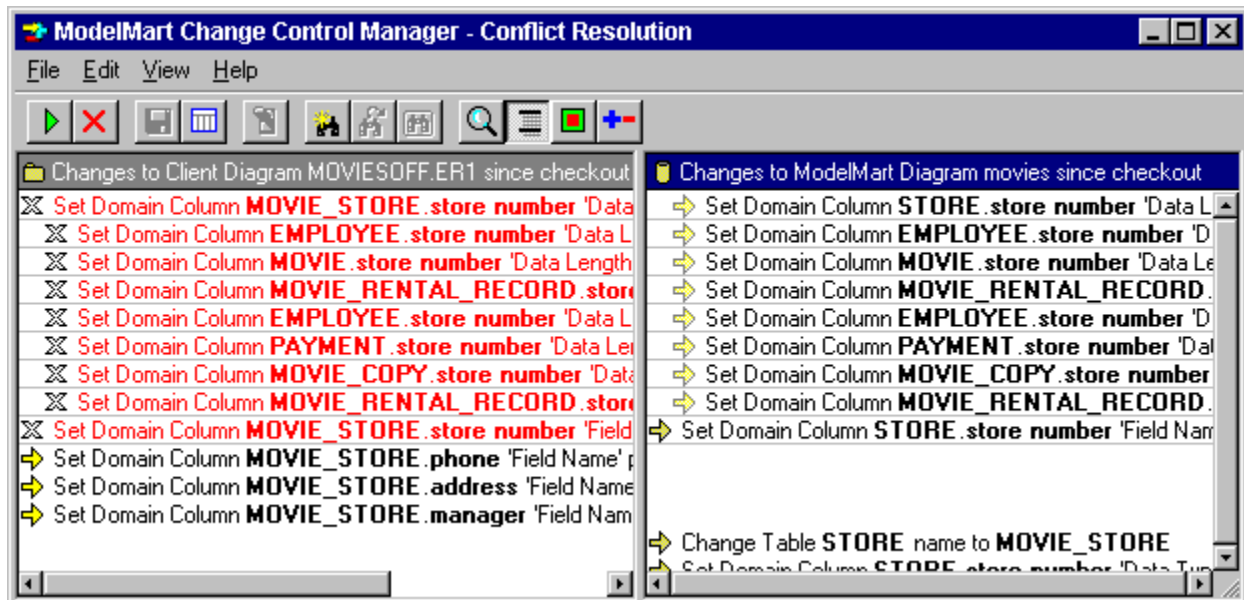 ModelMart Change Control Manager - Conflict Resolution
File Edit View Help
Changes to Client Diagram MOVIESOFF.ER1 since checkout
Set Domain Column MOVIE_STORE.store number 'Data
Set Domain Column EMPLOYEE.store number 'Data L
Set Domain Column MOVIE.store number 'Data Length
Set Domain Column MOVIE_RENTAL_RECORD.store
Set Domain Column EMPLOYEE.store number 'Data L
Set Domain Column PAYMENT.store number 'Data Le
Set Domain Column MOVIE_COPY.store number 'Data
Set Domain Column MOVIE_RENTAL_RECORD.store
Set Domain Column MOVIE_STORE.store number 'Field
Set Domain Column MOVIE_STORE.phone 'Field Name' p
Set Domain Column MOVIE_STORE.address 'Field Name
Set Domain Column MOVIE_STORE.manager 'Field Nam
Changes to ModelMart Diagram movies since checkout
Set Domain Column STORE.store number 'Data L
Set Domain Column EMPLOYEE.store number 'D
Set Domain Column MOVIE.store number 'Data Le
Set Domain Column MOVIE_RENTAL_RECORD.
Set Domain Column EMPLOYEE.store number 'D
Set Domain Column PAYMENT.store number 'Dat
Set Domain Column MOVIE_COPY.store number
Set Domain Column MOVIE_RENTAL_RECORD.
Set Domain Column STORE.store number 'Field Nam
Change Table STORE name to MOVIE_STORE
Set Domain Column STORE.store number 'Data Typ